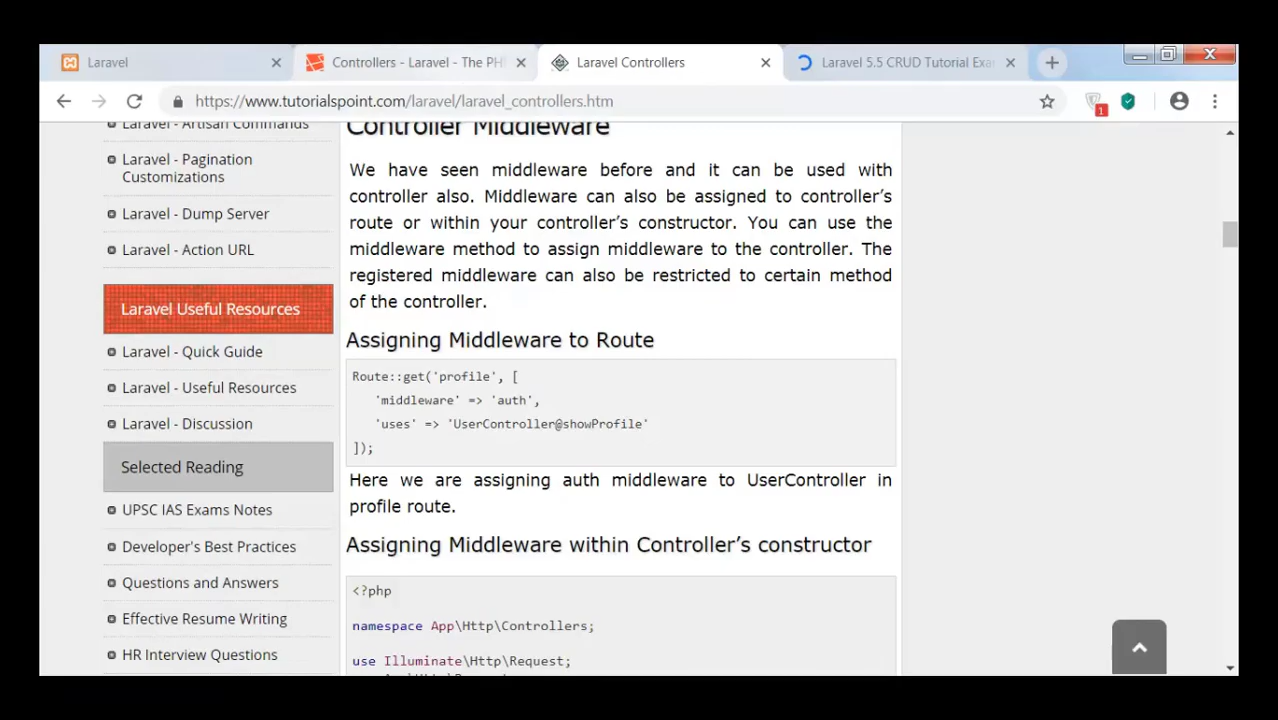 Laravel
Controllers - Laravel - The PH
Laravel Controllers
Laravel 5.5 CRUD Tutorial Exa
https://www.tutorialspoint.com/laravel/laravel_controllers.htm
1
Laravel - Artisan Commands
Laravel - Pagination
Customizations
Laravel - Dump Server
Laravel - Action URL
Laravel Useful Resources
Laravel - Quick Guide
Laravel - Useful Resources
Laravel - Discussion
Selected Reading
UPSC IAS Exams Notes
Developer's Best Practices
Questions and Answers
Effective Resume Writing
HR Interview Questions
Controller Middleware
We have seen middleware before and it can be used with
controller also. Middleware can also be assigned to controller’s
route or within your controller’s constructor. You can use the
middleware method to assign middleware to the controller. The
registered middleware can also be restricted to certain method
of the controller.
Assigning Middleware to Route
Route::get('profile', [
'middleware' => 'auth',
'uses' => 'UserController@showProfile'
]);
Here we are assigning auth middleware to UserController in
profile route.
Assigning Middleware within Controller’s constructor
<?php
namespace App\Http\Controllers;
use Illuminate\Http\Request;